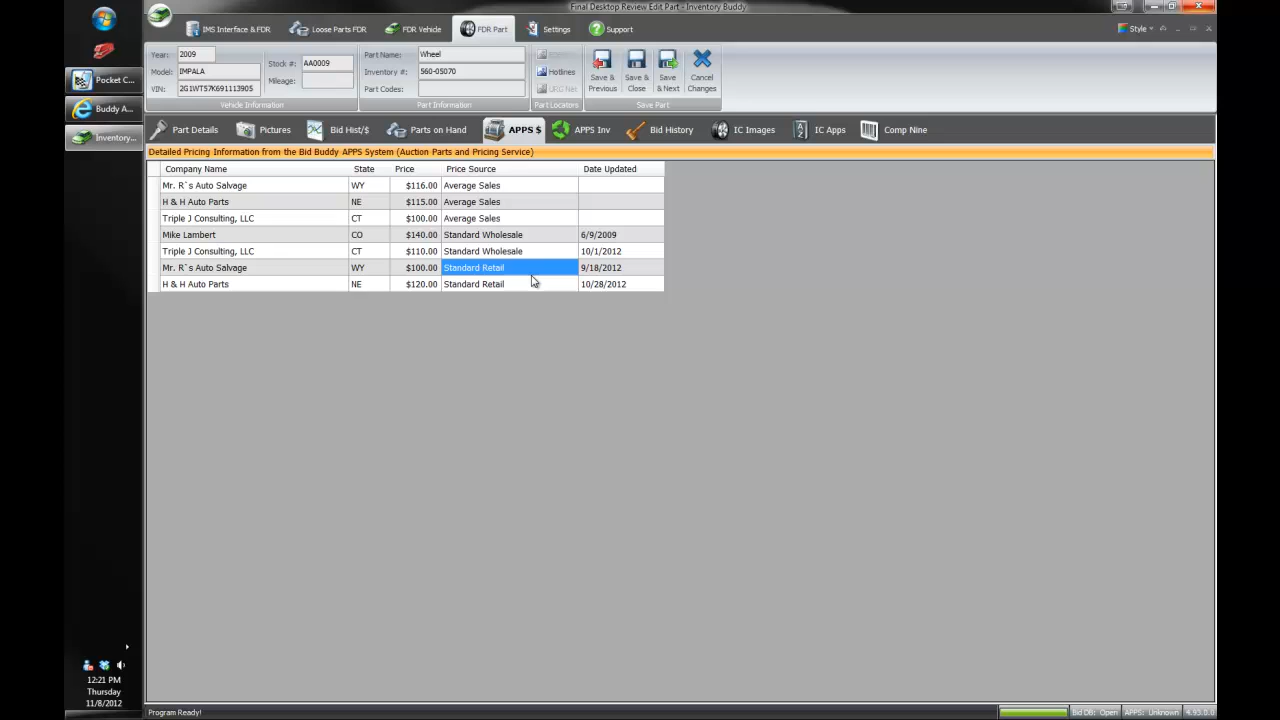 Final Desktop Review Edit Part - Inventory Buddy
IMS Interface & FDR Loose Parts FDR FDR Vehicle FDR Part Settings Support Style
Year: 2009
Model: IMPALA
VIN: 2G1WT57K691113905
Stock #: AA0009
Mileage:
Vehicle Information
Part Name: Wheel
Inventory #: 560-05070
Part Codes:
Part Information
Hotlines
Part Locators
Save & Previous
Save & Close
Save & Next
Cancel Changes
Save Part
Pocket C...
Buddy A...
Inventory...
Part Details Pictures Bid Hist/$ Parts on Hand APPS $ APPS Inv Bid History IC Images IC Apps Comp Nine
Detailed Pricing Information from the Bid Buddy APPS System (Auction Parts and Pricing Service)
Company Name State Price Price Source Date Updated
Mr. R`s Auto Salvage WY $116.00 Average Sales
H & H Auto Parts NE $115.00 Average Sales
Triple J Consulting, LLC CT $100.00 Average Sales
Mike Lambert CO $140.00 Standard Wholesale 6/9/2009
Triple J Consulting, LLC CT $110.00 Standard Wholesale 10/1/2012
Mr. R`s Auto Salvage WY $100.00 Standard Retail 9/18/2012
H & H Auto Parts NE $120.00 Standard Retail 10/28/2012
12:21 PM
Thursday
11/8/2012
Program Ready!
Bid DB: Open APPS: Unknown